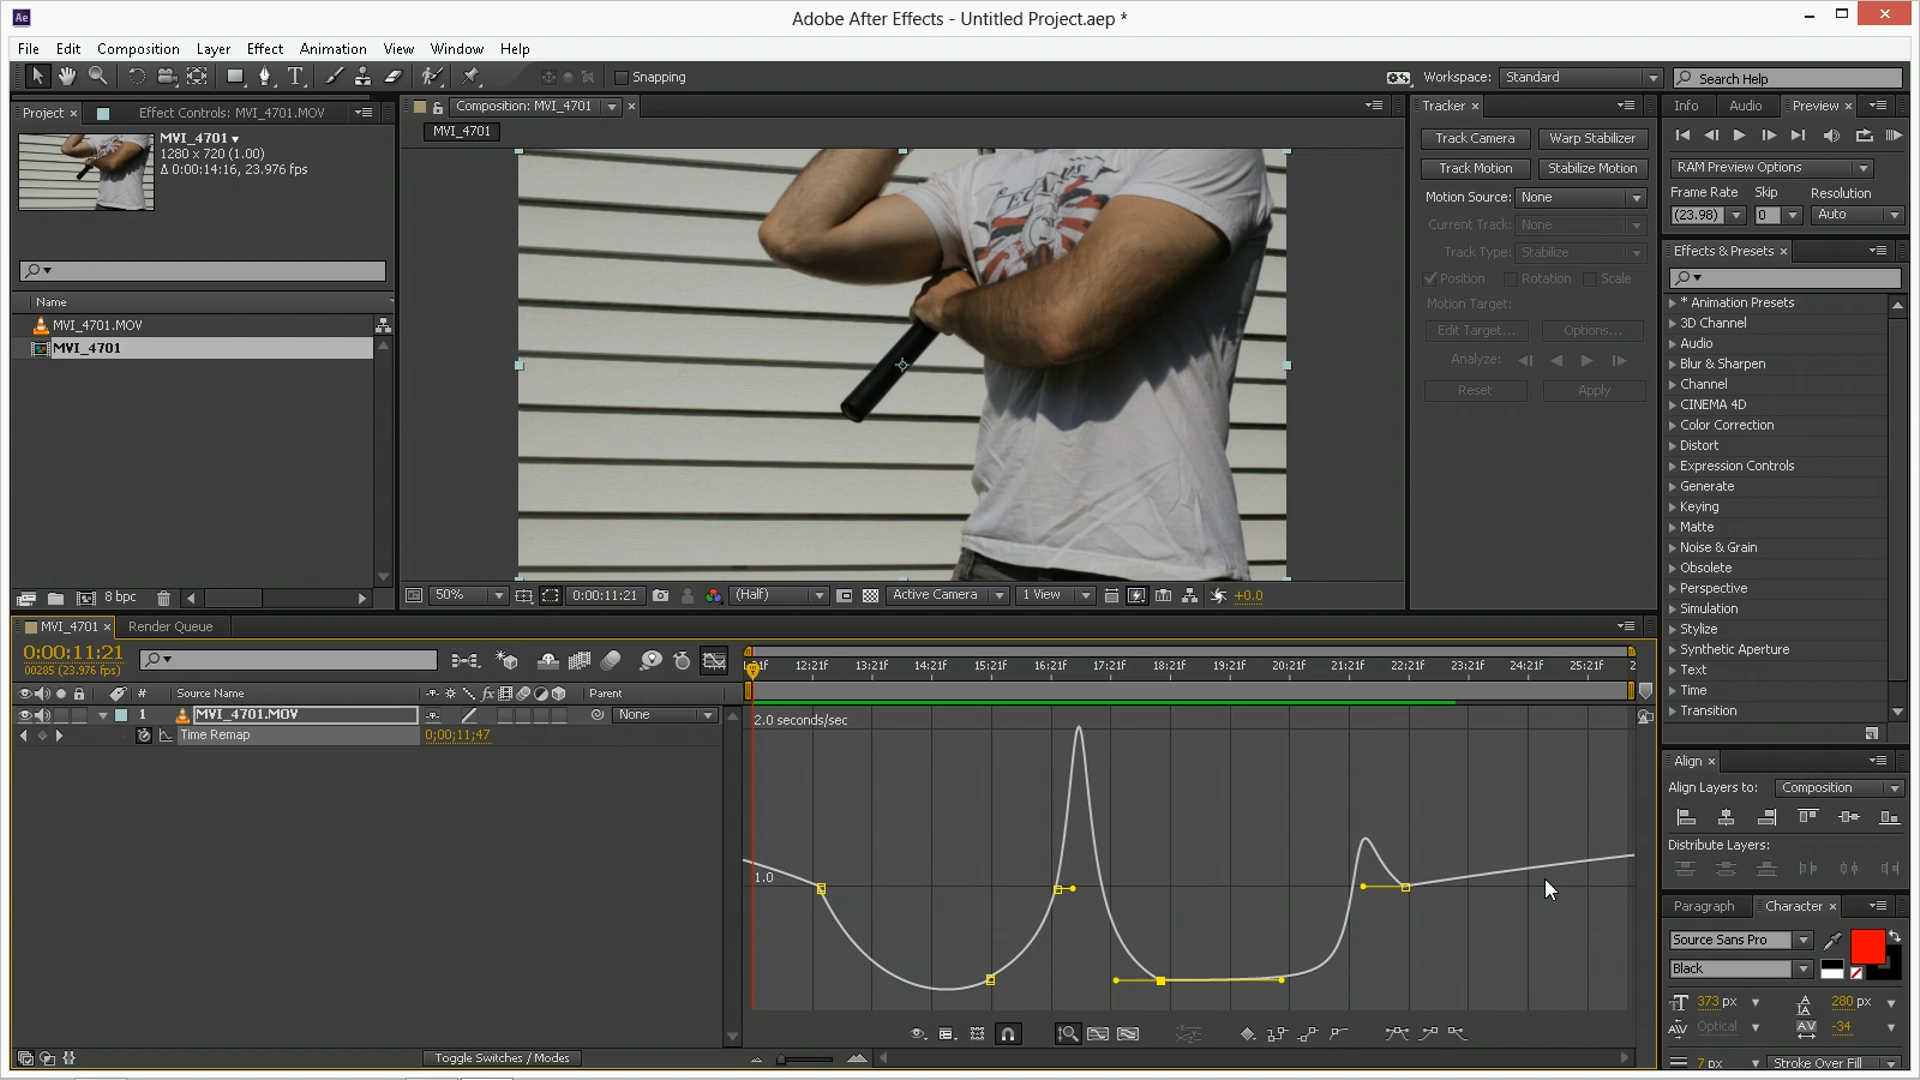 Ae
Adobe After Effects - Untitled Project.aep *
File Edit Composition Layer Effect Animation View Window Help
Snapping
Workspace: Standard
Search Help
Project × Effect Controls: MVI_4701.MOV
MVI_4701
1280 x 720 (1.00)
Δ 0:00:14:16, 23.976 fps
Name
MVI_4701.MOV
MVI_4701
8 bpc
Composition: MVI_4701 ×
MVI_4701
50% 0:00:11:21 (Half) Active Camera 1 View +0.0
Tracker ×
Track Camera Warp Stabilizer
Track Motion Stabilize Motion
Motion Source: None
Current Track: None
Track Type: Stabilize
Position Rotation Scale
Motion Target:
Edit Target... Options...
Analyze:
Reset Apply
Info Audio Preview ×
RAM Preview Options
Frame Rate Skip Resolution
(23.98) 0 Auto
Effects & Presets ×
* Animation Presets
3D Channel
Audio
Blur & Sharpen
Channel
CINEMA 4D
Color Correction
Distort
Expression Controls
Generate
Keying
Matte
Noise & Grain
Obsolete
Perspective
Simulation
Stylize
Synthetic Aperture
Text
Time
Transition
Align ×
Align Layers to: Composition
Distribute Layers:
Paragraph Character ×
Source Sans Pro
Black
373 px 280 px
Optical -34
7 px Stroke Over Fill
MVI_4701 × Render Queue
0:00:11:21
00285 (23.976 fps)
12:21f 13:21f 14:21f 15:21f 16:21f 17:21f 18:21f 19:21f 20:21f 21:21f 22:21f 23:21f 24:21f 25:21f 2
# Source Name fx Parent
1 MVI_4701.MOV None
Time Remap 0;00;11;47
2.0 seconds/sec
1.0
Toggle Switches / Modes